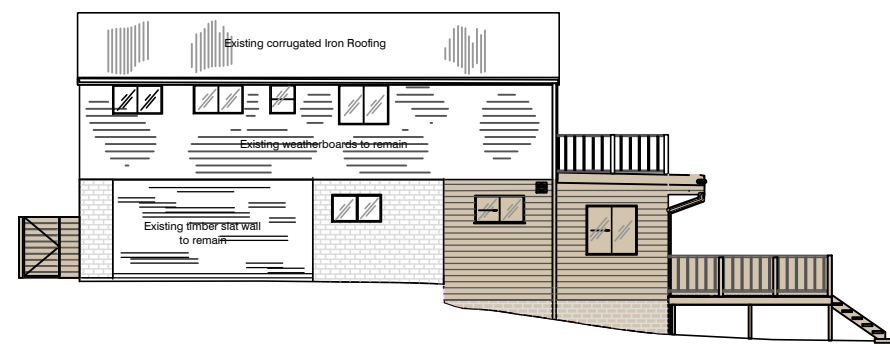 Existing corrugated Iron Roofing
Existing weatherboards to remain
Existing timber slat wall
to remain